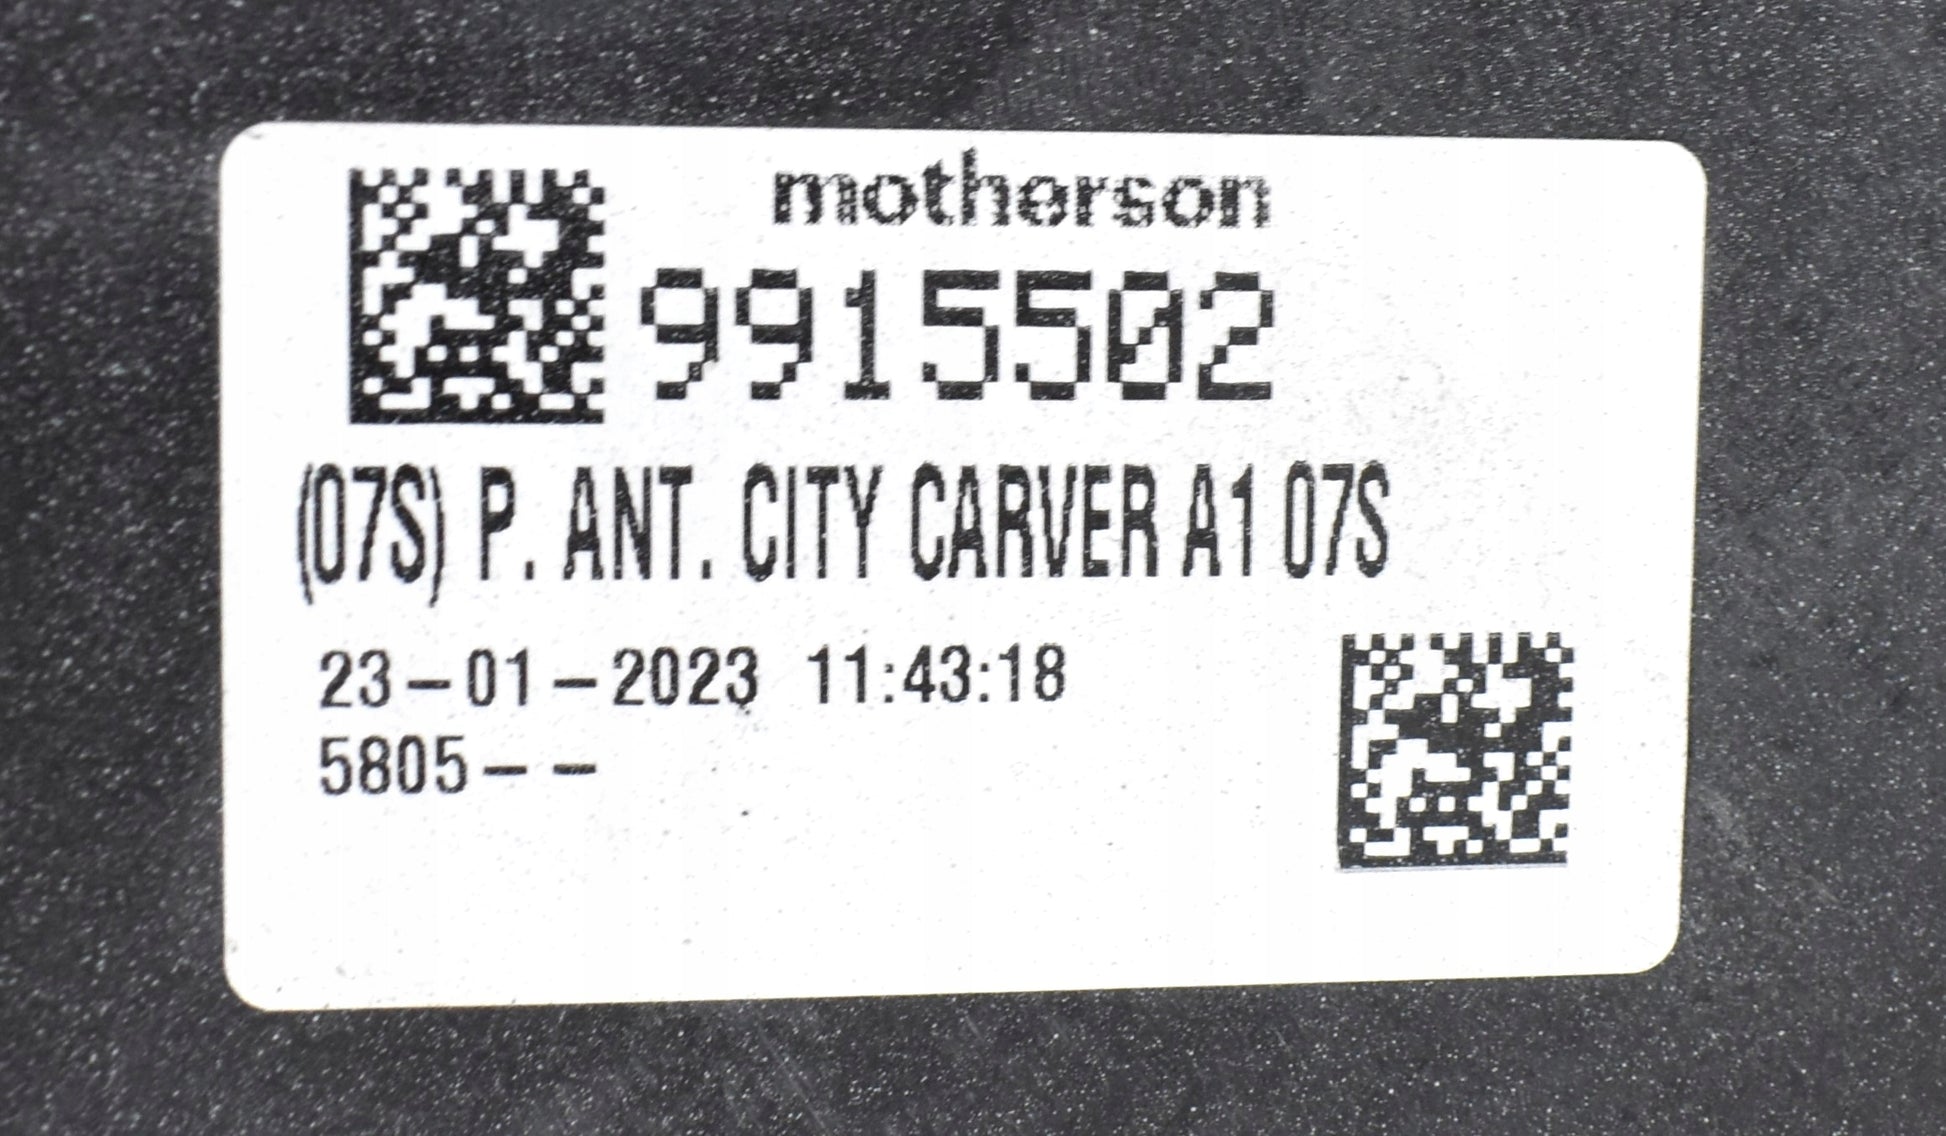 motherson
9915502
(07S) P. ANT. CITY CARVER A1 07S
23-01-2023 11:43:18
5805--